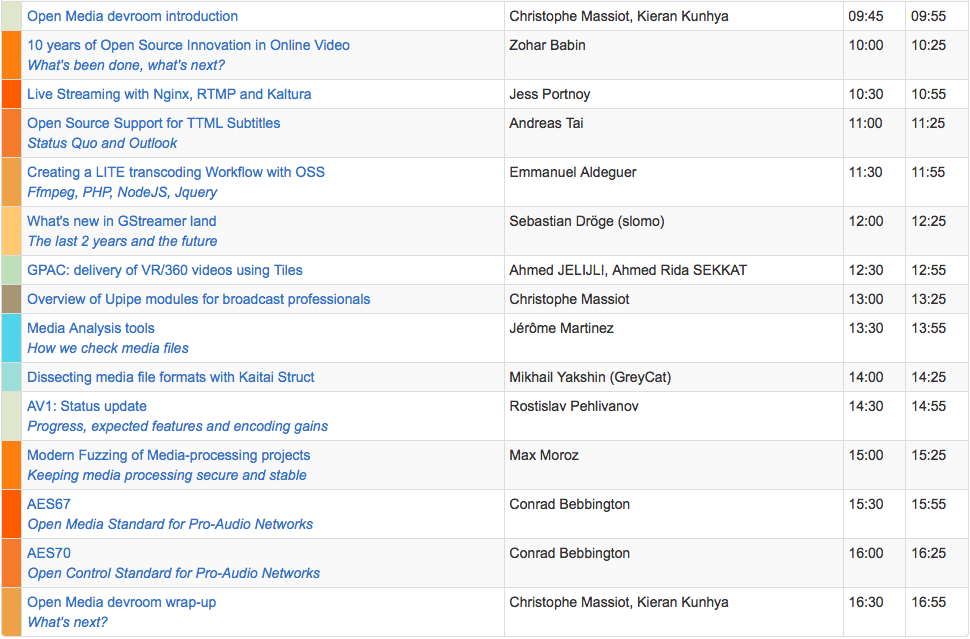 Open Media devroom introduction Christophe Massiot, Kieran Kunhya 09:45 09:55
10 years of Open Source Innovation in Online Video Zohar Babin 10:00 10:25
What's been done, what's next?
Live Streaming with Nginx, RTMP and Kaltura Jess Portnoy 10:30 10:55
Open Source Support for TTML Subtitles Andreas Tai 11:00 11:25
Status Quo and Outlook
Creating a LITE transcoding Workflow with OSS Emmanuel Aldeguer 11:30 11:55
Ffmpeg, PHP, NodeJS, Jquery
What's new in GStreamer land Sebastian Dröge (slomo) 12:00 12:25
The last 2 years and the future
GPAC: delivery of VR/360 videos using Tiles Ahmed JELIJLI, Ahmed Rida SEKKAT 12:30 12:55
Overview of Upipe modules for broadcast professionals Christophe Massiot 13:00 13:25
Media Analysis tools Jérôme Martinez 13:30 13:55
How we check media files
Dissecting media file formats with Kaitai Struct Mikhail Yakshin (GreyCat) 14:00 14:25
AV1: Status update Rostislav Pehlivanov 14:30 14:55
Progress, expected features and encoding gains
Modern Fuzzing of Media-processing projects Max Moroz 15:00 15:25
Keeping media processing secure and stable
AES67 Conrad Bebbington 15:30 15:55
Open Media Standard for Pro-Audio Networks
AES70 Conrad Bebbington 16:00 16:25
Open Control Standard for Pro-Audio Networks
Open Media devroom wrap-up Christophe Massiot, Kieran Kunhya 16:30 16:55
What's next?